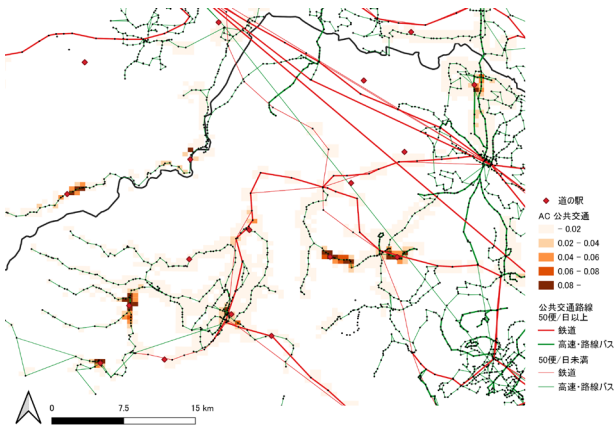 道の駅
AC 公共交通
- 0.02
0.02 - 0.04
0.04 - 0.06
0.06 - 0.08
0.08 -
公共交通路線
50便/日以上
鉄道
高速・路線バス
50便/日未満
鉄道
高速・路線バス
0 7.5 15 km